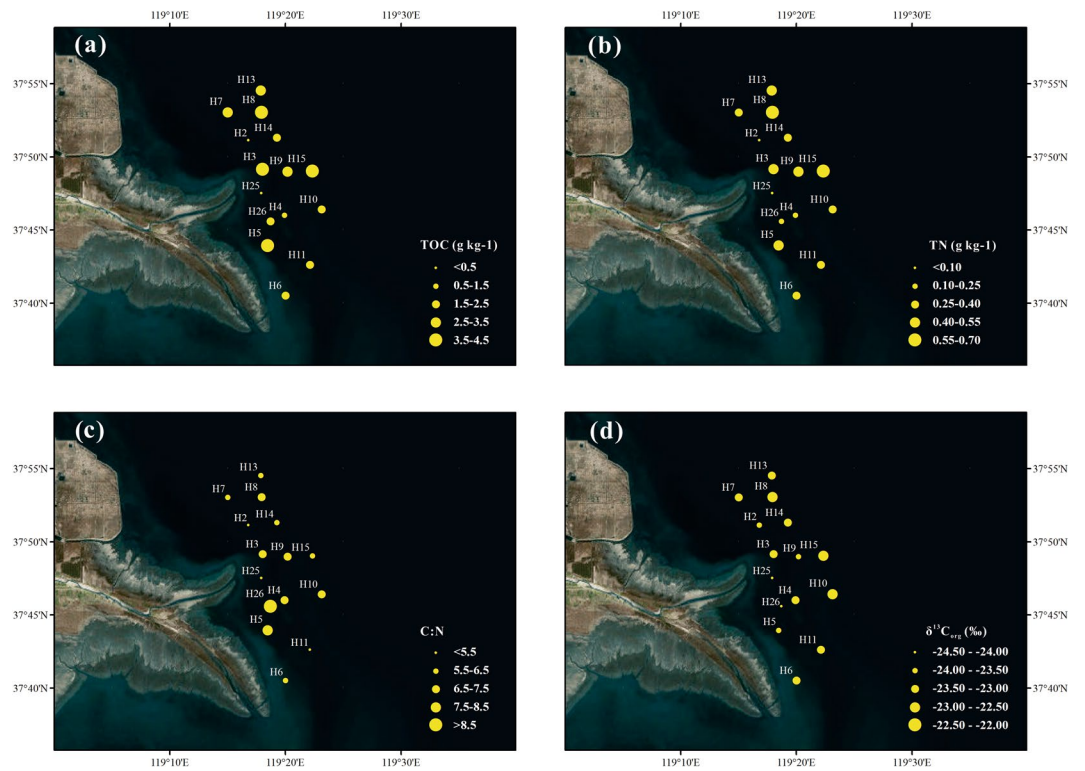 119°10'E 119°20'E 119°30'E
119°10'E 119°20'E 119°30'E
(a)
(b)
37°55'N
37°50'N
37°45'N
37°40'N
H13
H7 H8
H2 H14
H3 H9 H15
H25
H26 H4 H10
H5
H11
H6
TOC (g kg-1)
<0.5
0.5-1.5
1.5-2.5
2.5-3.5
3.5-4.5
H13
H7 H8
H2 H14
H3 H9 H15
H25
H26 H4 H10
H5
H11
H6
TN (g kg-1)
<0.10
0.10-0.25
0.25-0.40
0.40-0.55
0.55-0.70
37°55'N
37°50'N
37°45'N
37°40'N
(c)
(d)
37°55'N
37°50'N
37°45'N
37°40'N
H13
H7 H8
H2 H14
H3 H9 H15
H25
H26 H4 H10
H5
H11
H6
C:N
<5.5
5.5-6.5
6.5-7.5
7.5-8.5
>8.5
H13
H7 H8
H2 H14
H3 H9 H15
H25
H26 H4 H10
H5
H11
H6
δ¹³Corg (‰)
-24.50 - -24.00
-24.00 - -23.50
-23.50 - -23.00
-23.00 - -22.50
-22.50 - -22.00
37°55'N
37°50'N
37°45'N
37°40'N
119°10'E 119°20'E 119°30'E
119°10'E 119°20'E 119°30'E